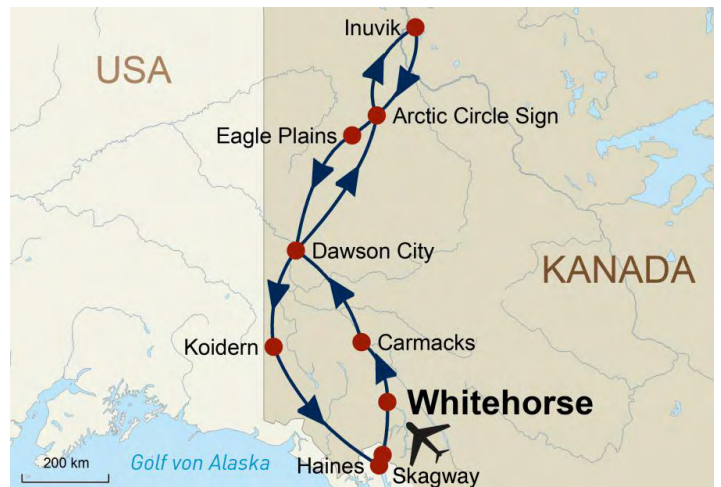 Inuvik
USA
Arctic Circle Sign
Eagle Plains
Dawson City
KANADA
Koidern
Carmacks
Whitehorse
200 km
Golf von Alaska
Haines
Skagway